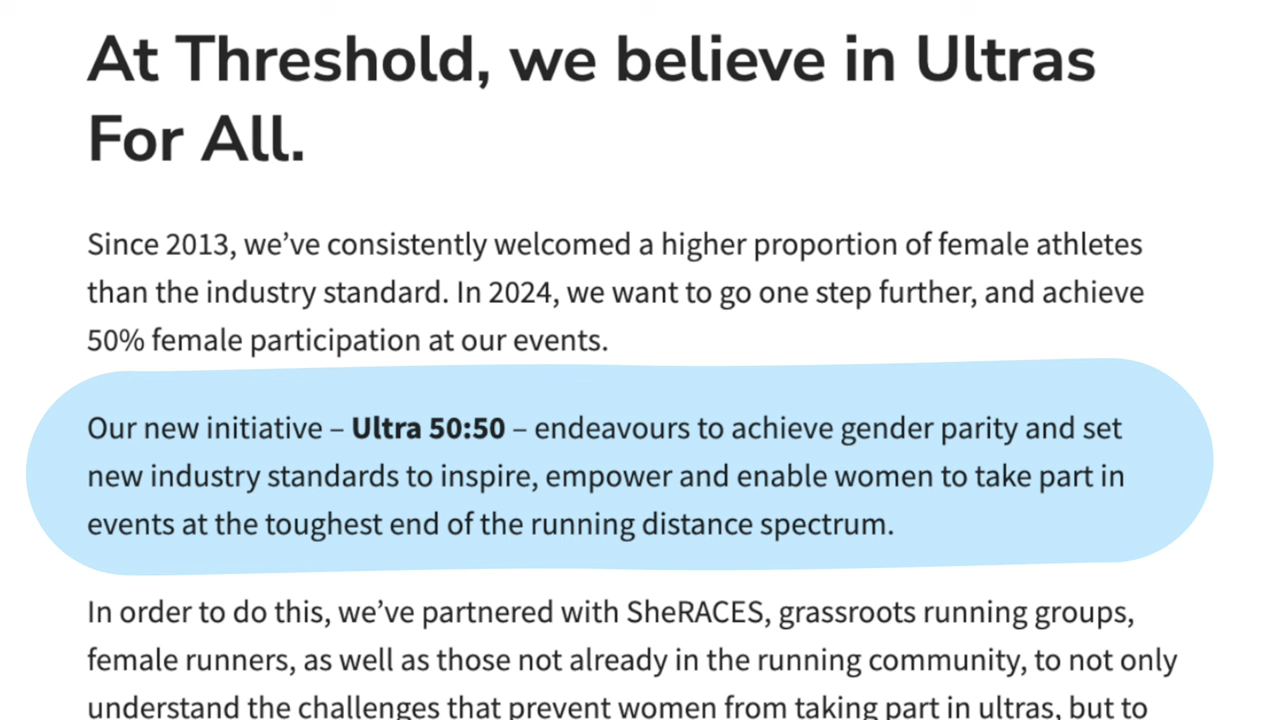 At Threshold, we believe in Ultras
For All.
Since 2013, we’ve consistently welcomed a higher proportion of female athletes
than the industry standard. In 2024, we want to go one step further, and achieve
50% female participation at our events.
Our new initiative – Ultra 50:50 – endeavours to achieve gender parity and set
new industry standards to inspire, empower and enable women to take part in
events at the toughest end of the running distance spectrum.
In order to do this, we’ve partnered with SheRACES, grassroots running groups,
female runners, as well as those not already in the running community, to not only
understand the challenges that prevent women from taking part in ultras, but to